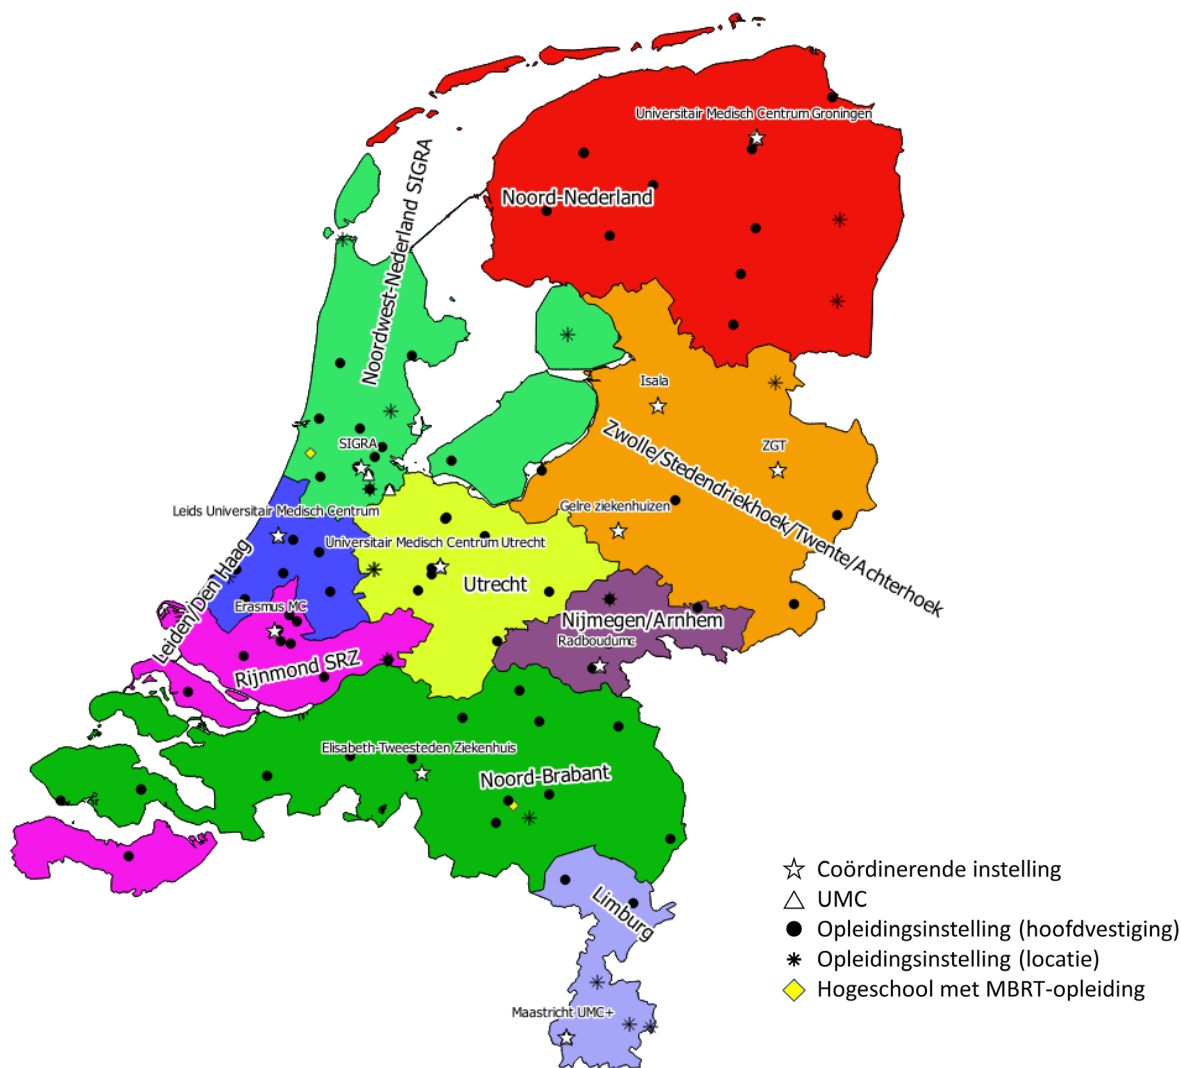 Universitair Medisch Centrum Groningen
Noord-Nederland
Noordwest-Nederland SIGRA
Isala
Zwolle/Stedendriekhoek/Twente/Achterhoek
SIGRA
ZGT
Gelre ziekenhuizen
Leids Universitair Medisch Centrum
Universitair Medisch Centrum Utrecht
Utrecht
Leiden/Den Haag
Erasmus MC
Nijmegen/Arnhem
Radboudumc
Rijnmond SRZ
Elisabeth-Tweesteden Ziekenhuis
Noord-Brabant
Limburg
Maastricht UMC+
Coördinerende instelling
UMC
Opleidingsinstelling (hoofdvestiging)
Opleidingsinstelling (locatie)
Hogeschool met MBRT-opleiding